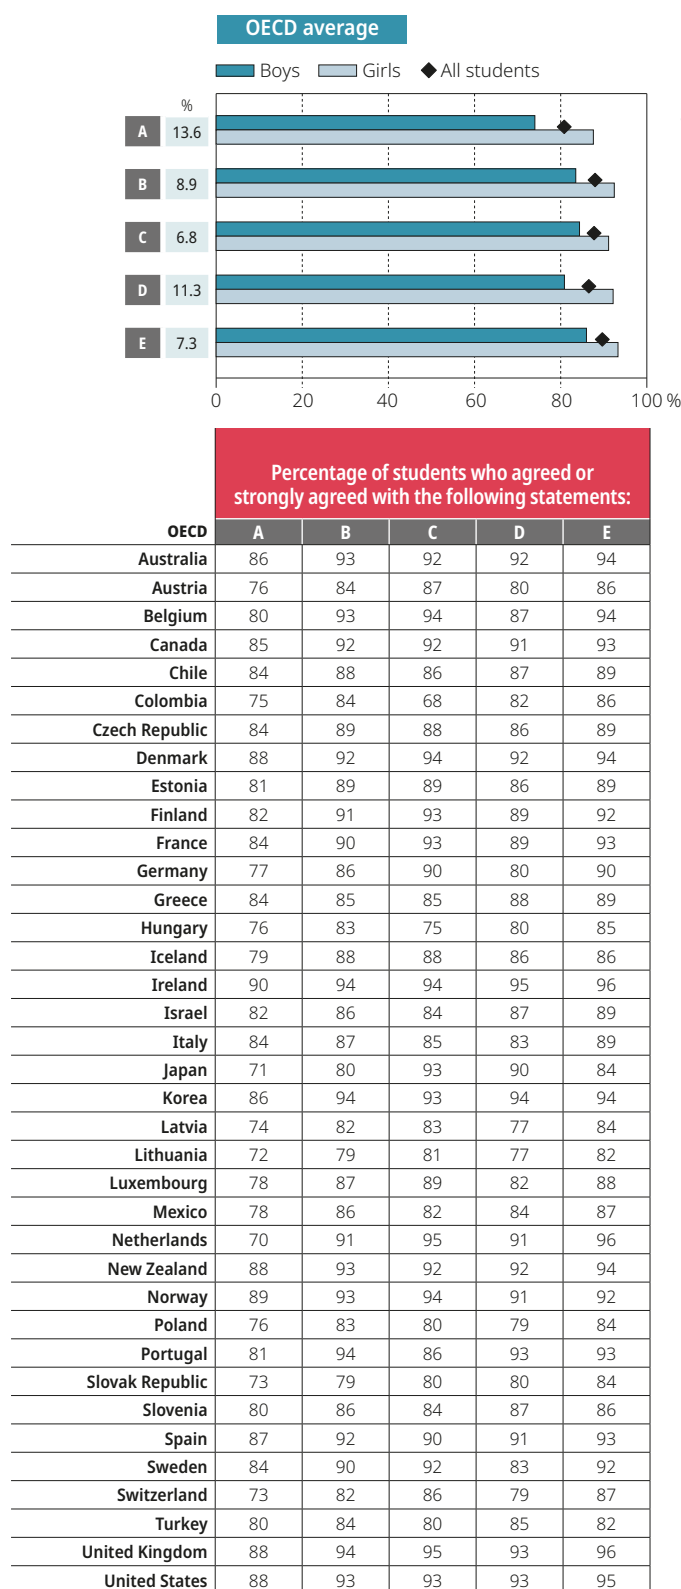 OECD average
Boys Girls All students
%
A 13.6
B 8.9
C 6.8
D 11.3
E 7.3
0 20 40 60 80 100 %
Percentage of students who agreed or
strongly agreed with the following statements:
OECD A B C D E
Australia 86 93 92 92 94
Austria 76 84 87 80 86
Belgium 80 93 94 87 94
Canada 85 92 92 91 93
Chile 84 88 86 87 89
Colombia 75 84 68 82 86
Czech Republic 84 89 88 86 89
Denmark 88 92 94 92 94
Estonia 81 89 89 86 89
Finland 82 91 93 89 92
France 84 90 93 89 93
Germany 77 86 90 80 90
Greece 84 85 85 88 89
Hungary 76 83 75 80 85
Iceland 79 88 88 86 86
Ireland 90 94 94 95 96
Israel 82 86 84 87 89
Italy 84 87 85 83 89
Japan 71 80 93 90 84
Korea 86 94 93 94 94
Latvia 74 82 83 77 84
Lithuania 72 79 81 77 82
Luxembourg 78 87 89 82 88
Mexico 78 86 82 84 87
Netherlands 70 91 95 91 96
New Zealand 88 93 92 92 94
Norway 89 93 94 91 92
Poland 76 83 80 79 84
Portugal 81 94 86 93 93
Slovak Republic 73 79 80 80 84
Slovenia 80 86 84 87 86
Spain 87 92 90 91 93
Sweden 84 90 92 83 92
Switzerland 73 82 86 79 87
Turkey 80 84 80 85 82
United Kingdom 88 94 95 93 96
United States 88 93 93 93 95